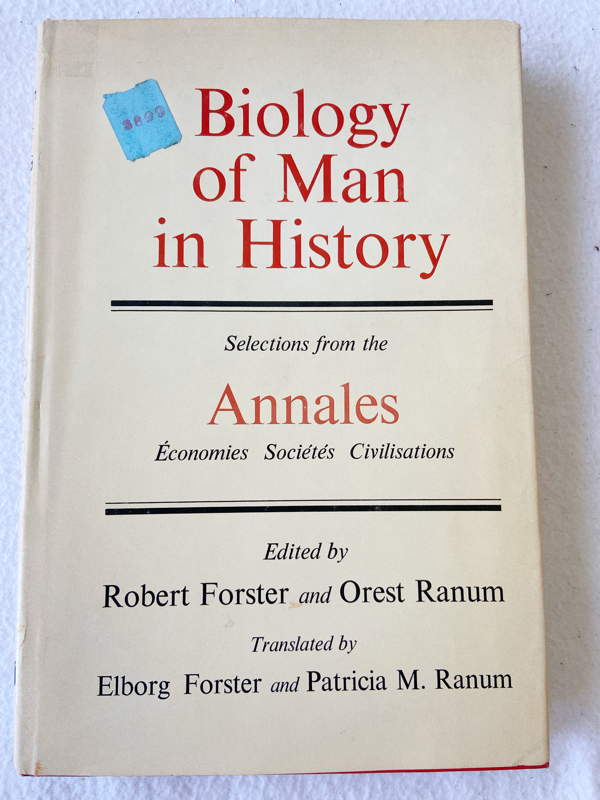 Biology
of Man
in History
Selections from the
Annales
Économies Sociétés Civilisations
Edited by
Robert Forster and Orest Ranum
Translated by
Elborg Forster and Patricia M. Ranum